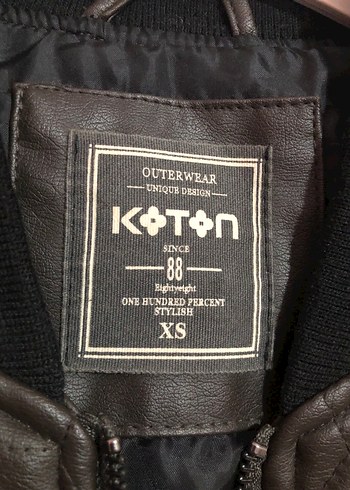 OUTERWEAR
UNIQUE DESIGN
KOTON
SINCE
88
Eightyeight
ONE HUNDRED PERCENT
STYLISH
XS